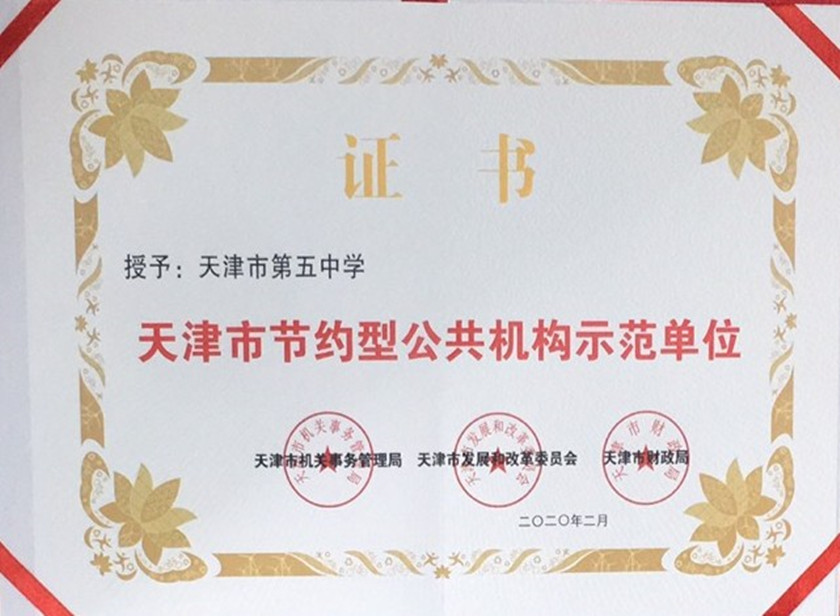 证 书
授予：天津市第五中学
天津市节约型公共机构示范单位
天津市机关事务管理局 天津市发展和改革委员会 天津市财政局
二〇二〇年二月